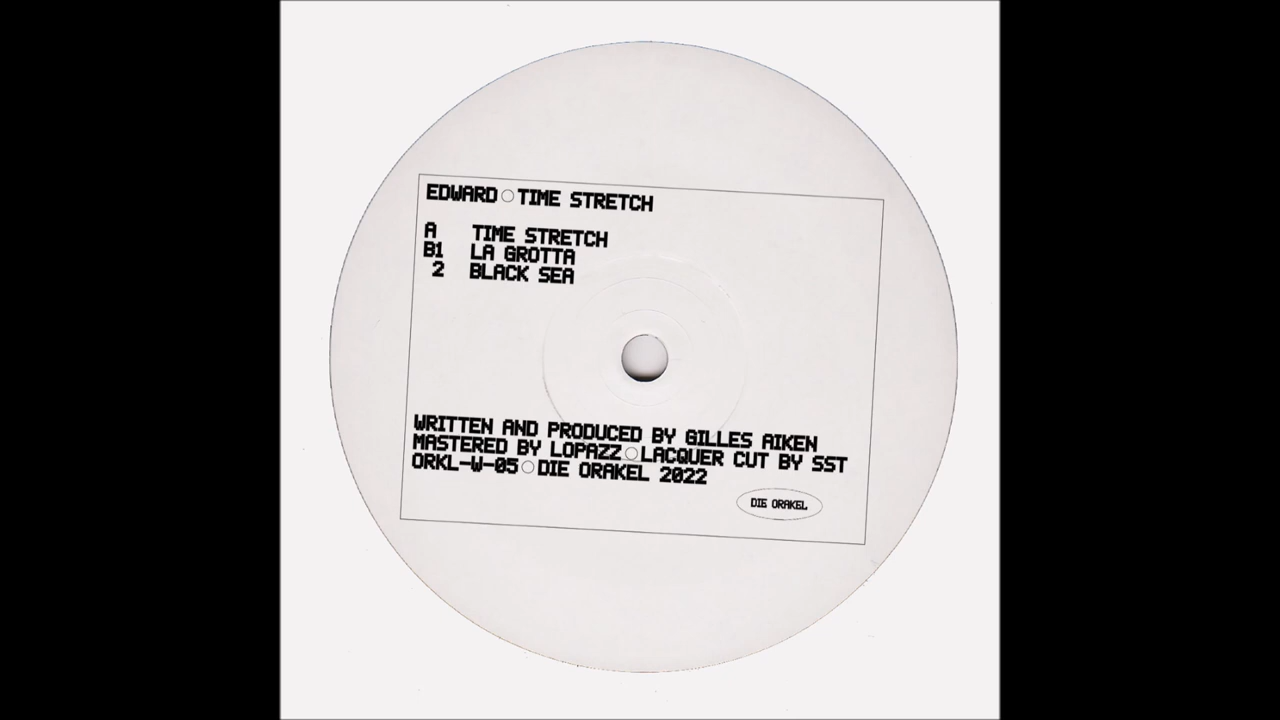 EDWARD○TIME STRETCH
A TIME STRETCH
B1 LA GROTTA
2 BLACK SEA
WRITTEN AND PRODUCED BY GILLES AIKEN
MASTERED BY LOPAZZ○LACQUER CUT BY SST
ORKL-W-05○DIE ORAKEL 2022
DIE ORAKEL